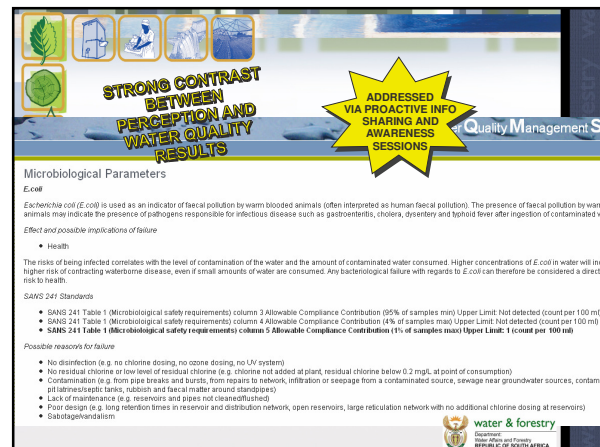 STRONG CONTRAST
BETWEEN
PERCEPTION AND
WATER QUALITY
RESULTS
ADDRESSED
VIA PROACTIVE INFO
SHARING AND
AWARENESS
SESSIONS
er Quality Management S
Microbiological Parameters
E.coli
Escherichia coli (E.coli) is used as an indicator of faecal pollution by warm blooded animals (often interpreted as human faecal pollution). The presence of faecal pollution by warm
animals may indicate the presence of pathogens responsible for infectious disease such as gastroenteritis, cholera, dysentery and typhoid fever after ingestion of contaminated
Effect and possible implications of failure
• Health
The risks of being infected correlates with the level of contamination of the water and the amount of contaminated water consumed. Higher concentrations of E.coli in water will
higher risk of contracting waterborne disease, even if small amounts of water are consumed. Any bacteriological failure with regards to E.coli can therefore be considered a direct
risk to health.
SANS 241 Standards
• SANS 241 Table 1 (Microbiological safety requirements) column 3 Allowable Compliance Contribution (95% of samples min) Upper Limit: Not detected (count per 100 ml)
• SANS 241 Table 1 (Microbiological safety requirements) column 4 Allowable Compliance Contribution (4% of samples max) Upper Limit: Not detected (count per 100 ml)
• SANS 241 Table 1 (Microbiological safety requirements) column 5 Allowable Compliance Contribution (1% of samples max) Upper Limit: 1 (count per 100 ml)
Possible reason/s for failure
• No disinfection (e.g. no chlorine dosing, no ozone dosing, no UV system)
• No residual chlorine or low level of residual chlorine (e.g. chlorine not added at plant, residual chlorine below 0.2 mg/L at point of consumption)
• Contamination (e.g. from pipe breaks and bursts, from repairs to network, infiltration or seepage from a contaminated source, sewage near groundwater sources, contam
pit latrines/septic tanks, rubbish and faecal matter around standpipes)
• Lack of maintenance (e.g. reservoirs and pipes not cleaned/flushed)
• Poor design (e.g. long retention times in reservoir and distribution network, open reservoirs, large reticulation network with no additional chlorine dosing at reservoirs)
• Sabotage/vandalism
water & forestry
Department:
Water Affairs and Forestry
REPUBLIC OF SOUTH AFRICA